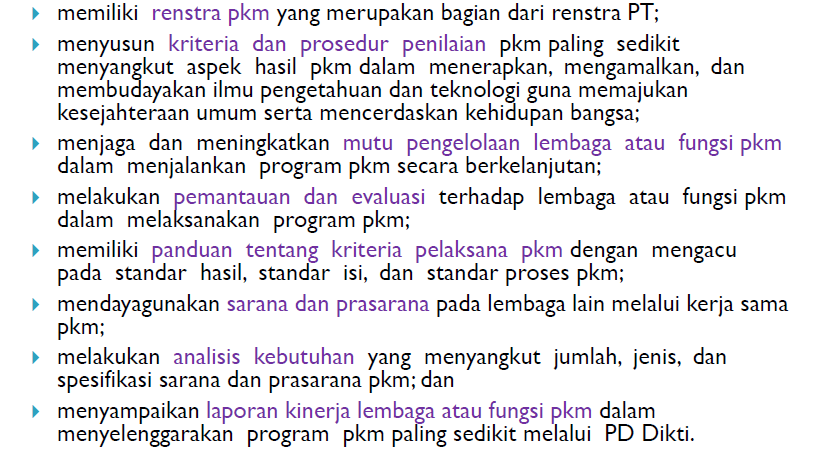 memiliki renstra pkm yang merupakan bagian dari renstra PT;
menyusun kriteria dan prosedur penilaian pkm paling sedikit
menyangkut aspek hasil pkm dalam menerapkan, mengamalkan, dan
membudayakan ilmu pengetahuan dan teknologi guna memajukan
kesejahteraan umum serta mencerdaskan kehidupan bangsa;
menjaga dan meningkatkan mutu pengelolaan lembaga atau fungsi pkm
dalam menjalankan program pkm secara berkelanjutan;
melakukan pemantauan dan evaluasi terhadap lembaga atau fungsi pkm
dalam melaksanakan program pkm;
memiliki panduan tentang kriteria pelaksana pkm dengan mengacu
pada standar hasil, standar isi, dan standar proses pkm;
mendayagunakan sarana dan prasarana pada lembaga lain melalui kerja sama
pkm;
melakukan analisis kebutuhan yang menyangkut jumlah, jenis, dan
spesifikasi sarana dan prasarana pkm; dan
menyampaikan laporan kinerja lembaga atau fungsi pkm dalam
menyelenggarakan program pkm paling sedikit melalui PD Dikti.